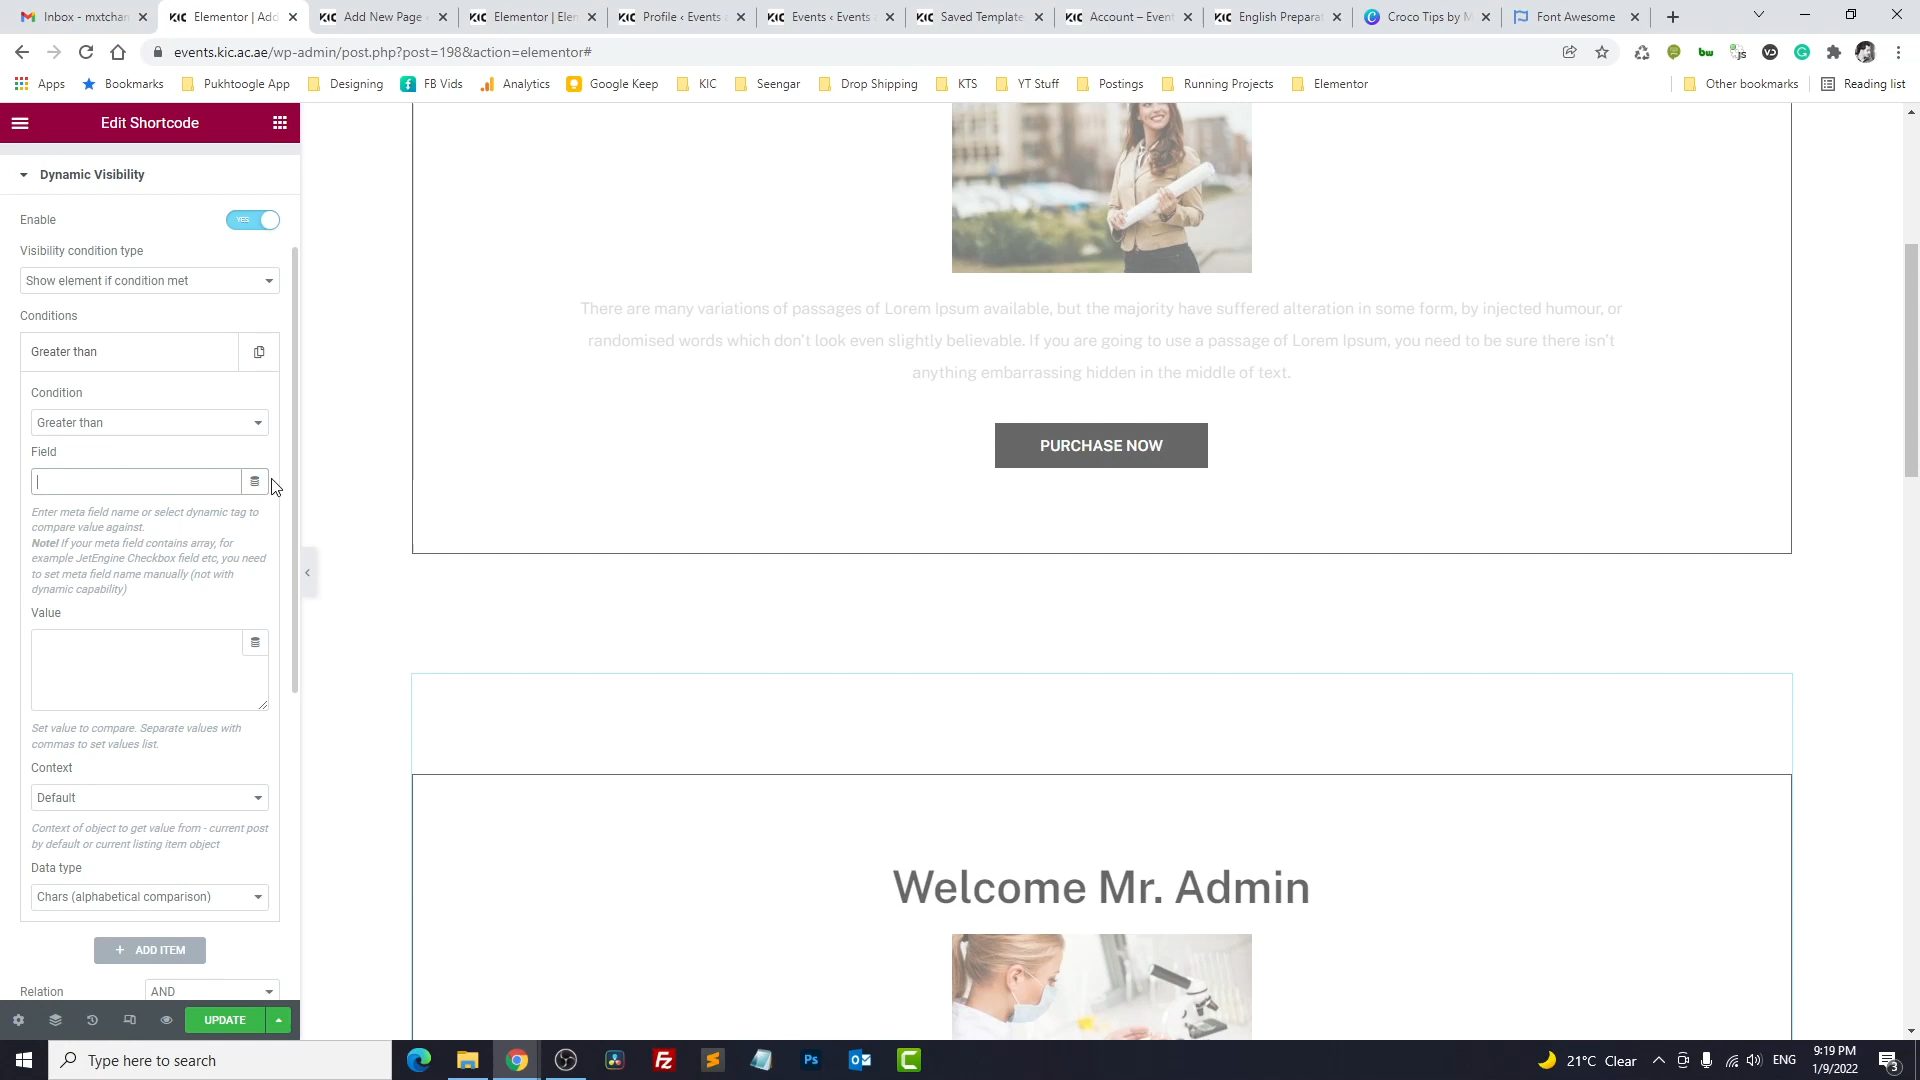 Inbox - mxtchan
Elementor | Add
Add New Page
Elementor | Elen
Profile ‹ Events
Events ‹ Events
Saved Template
Account – Event
English Preparat
Croco Tips by M
Font Awesome
events.kic.ac.ae/wp-admin/post.php?post=198&action=elementor#
Apps
Bookmarks
Pukhtoogle App
Designing
FB Vids
Analytics
Google Keep
KIC
Seengar
Drop Shipping
KTS
YT Stuff
Postings
Running Projects
Elementor
Other bookmarks
Reading list
Edit Shortcode
Dynamic Visibility
Enable
YES
Visibility condition type
Show element if condition met
Conditions
Greater than
Condition
Greater than
Field
Enter meta field name or select dynamic tag to
compare value against.
Note! If your meta field contains array, for
example JetEngine Checkbox field etc, you need
to set meta field name manually (not with
dynamic capability)
Value
Set value to compare. Separate values with
commas to set values list.
Context
Default
Context of object to get value from - current post
by default or current listing item object
Data type
Chars (alphabetical comparison)
+ ADD ITEM
Relation
AND
UPDATE
There are many variations of passages of Lorem Ipsum available, but the majority have suffered alteration in some form, by injected humour, or
randomised words which don't look even slightly believable. If you are going to use a passage of Lorem Ipsum, you need to be sure there isn't
anything embarrassing hidden in the middle of text.
PURCHASE NOW
Welcome Mr. Admin
Type here to search
21°C Clear
ENG
9:19 PM
1/9/2022
3